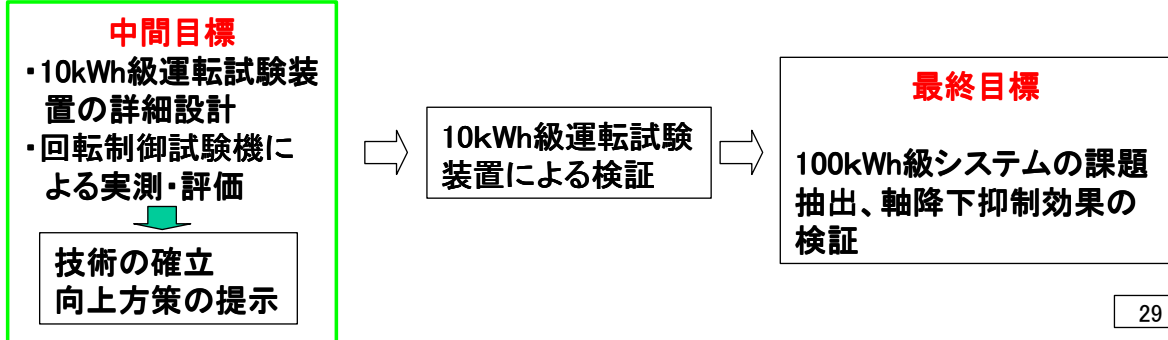 中間目標
・10kWh級運転試験装
置の詳細設計
・回転制御試験機に
よる実測・評価
技術の確立
向上方策の提示
10kWh級運転試験
装置による検証
最終目標
100kWh級システムの課題
抽出、軸降下抑制効果の
検証
29